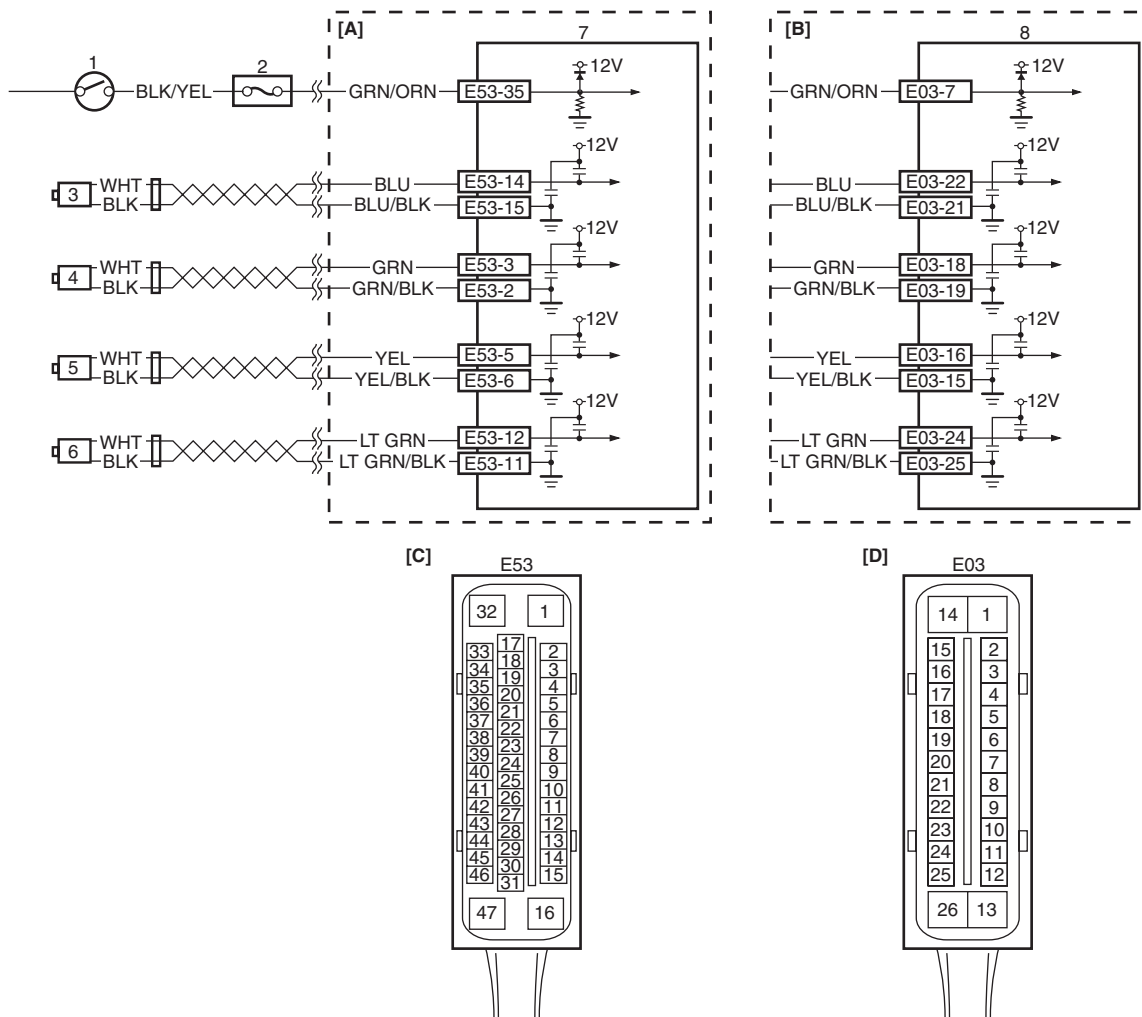 [A]
7
[B]
8
1
2
BLK/YEL
GRN/ORN
E53-35
12V
GRN/ORN
E03-7
12V
12V
12V
3
WHT
BLK
BLU
BLU/BLK
E53-14
E53-15
BLU
BLU/BLK
E03-22
E03-21
12V
12V
4
WHT
BLK
GRN
GRN/BLK
E53-3
E53-2
GRN
GRN/BLK
E03-18
E03-19
12V
12V
5
WHT
BLK
YEL
YEL/BLK
E53-5
E53-6
YEL
YEL/BLK
E03-16
E03-15
12V
12V
6
WHT
BLK
LT GRN
LT GRN/BLK
E53-12
E53-11
LT GRN
LT GRN/BLK
E03-24
E03-25
[C]
E53
32
1
33
34
35
36
37
38
39
40
41
42
43
44
45
46
17
18
19
20
21
22
23
24
25
26
27
28
29
30
31
2
3
4
5
6
7
8
9
10
11
12
13
14
15
47
16
[D]
E03
14
1
15
16
17
18
19
20
21
22
23
24
25
2
3
4
5
6
7
8
9
10
11
12
26
13